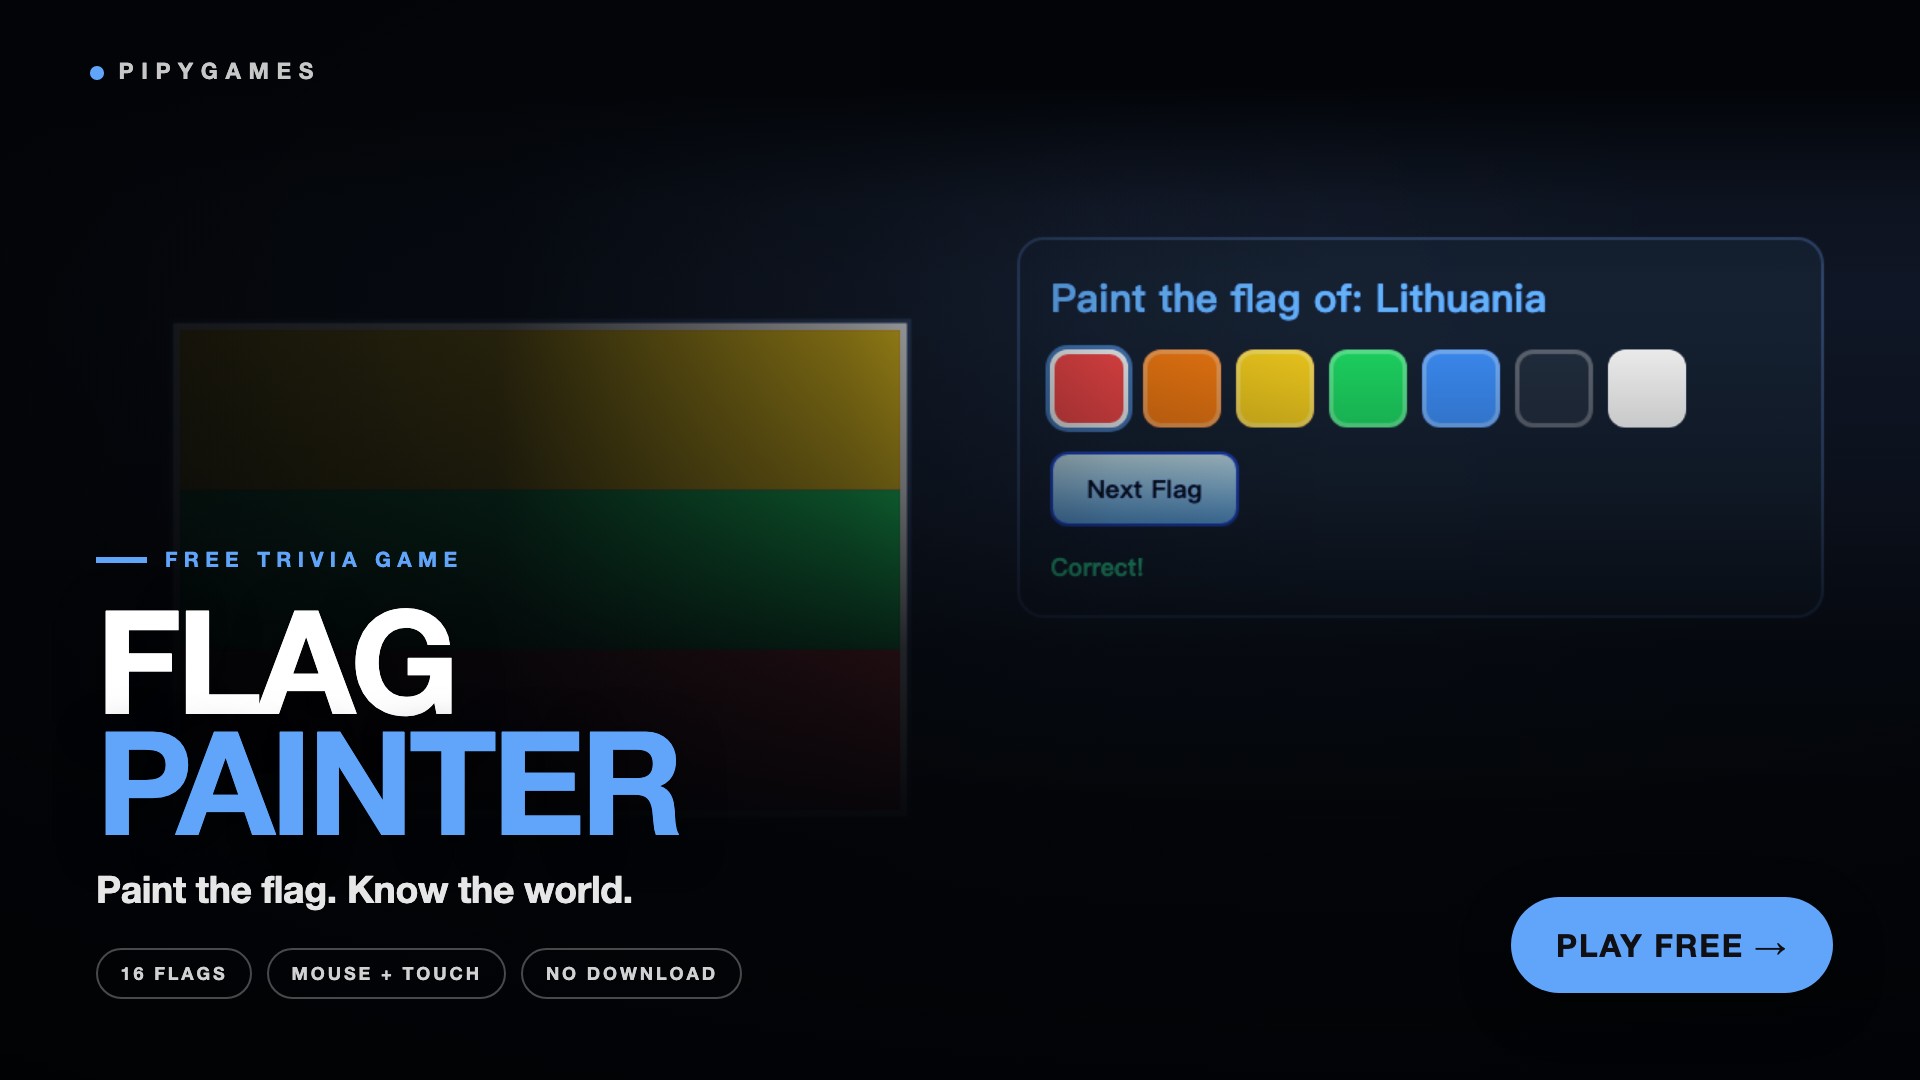 PIPYGAMES
Paint the flag of: Lithuania
Next Flag
Correct!
FREE TRIVIA GAME
FLAG
PAINTER
Paint the flag. Know the world.
16 FLAGS
MOUSE + TOUCH
NO DOWNLOAD
PLAY FREE →